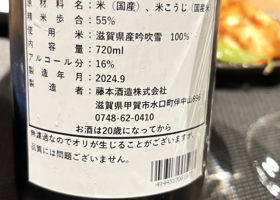 原材料名：米（国産）、米こうじ（国産米）
精米歩合：55%
使用米：滋賀県産吟吹雪 100%
内容量：720ml
アルコール分：16%
製造年月：2024.9
製造者：藤本酒造株式会社
滋賀県甲賀市水口町伴中山696
0748-62-0410
お酒は20歳になってから
無濾過なのでオリが生じることがございますが、
品質には問題ございません。